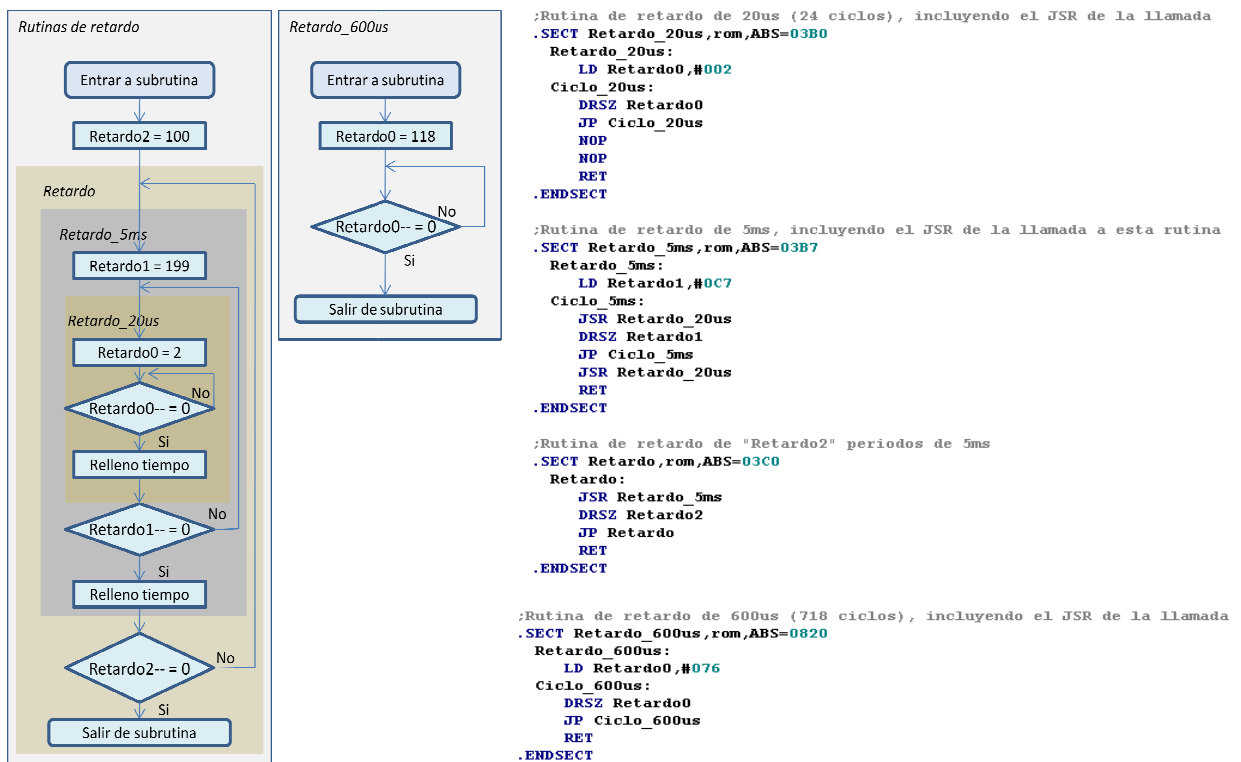 Rutinas de retardo
Entrar a subrutina
Retardo2 = 100
Retardo
Retardo_5ms
Retardo1 = 199
Retardo_20us
Retardo0 = 2
No
Retardo0-- = 0
Si
Relleno tiempo
No
Retardo1-- = 0
Si
Relleno tiempo
No
Retardo2-- = 0
Si
Salir de subrutina
Retardo_600us
Entrar a subrutina
Retardo0 = 118
No
Retardo0-- = 0
Si
Salir de subrutina
;Rutina de retardo de 20us (24 ciclos), incluyendo el JSR de la llamada
.SECT Retardo_20us,rom,ABS=03B0
Retardo_20us:
LD Retardo0,#002
Ciclo_20us:
DRSZ Retardo0
JP Ciclo_20us
NOP
NOP
RET
.ENDSECT
;Rutina de retardo de 5ms, incluyendo el JSR de la llamada a esta rutina
.SECT Retardo_5ms,rom,ABS=03B7
Retardo_5ms:
LD Retardo1,#0C7
Ciclo_5ms:
JSR Retardo_20us
DRSZ Retardo1
JP Ciclo_5ms
JSR Retardo_20us
RET
.ENDSECT
;Rutina de retardo de "Retardo2" periodos de 5ms
.SECT Retardo,rom,ABS=03C0
Retardo:
JSR Retardo_5ms
DRSZ Retardo2
JP Retardo
RET
.ENDSECT
;Rutina de retardo de 600us (718 ciclos), incluyendo el JSR de la llamada
.SECT Retardo_600us,rom,ABS=0820
Retardo_600us:
LD Retardo0,#076
Ciclo_600us:
DRSZ Retardo0
JP Ciclo_600us
RET
.ENDSECT